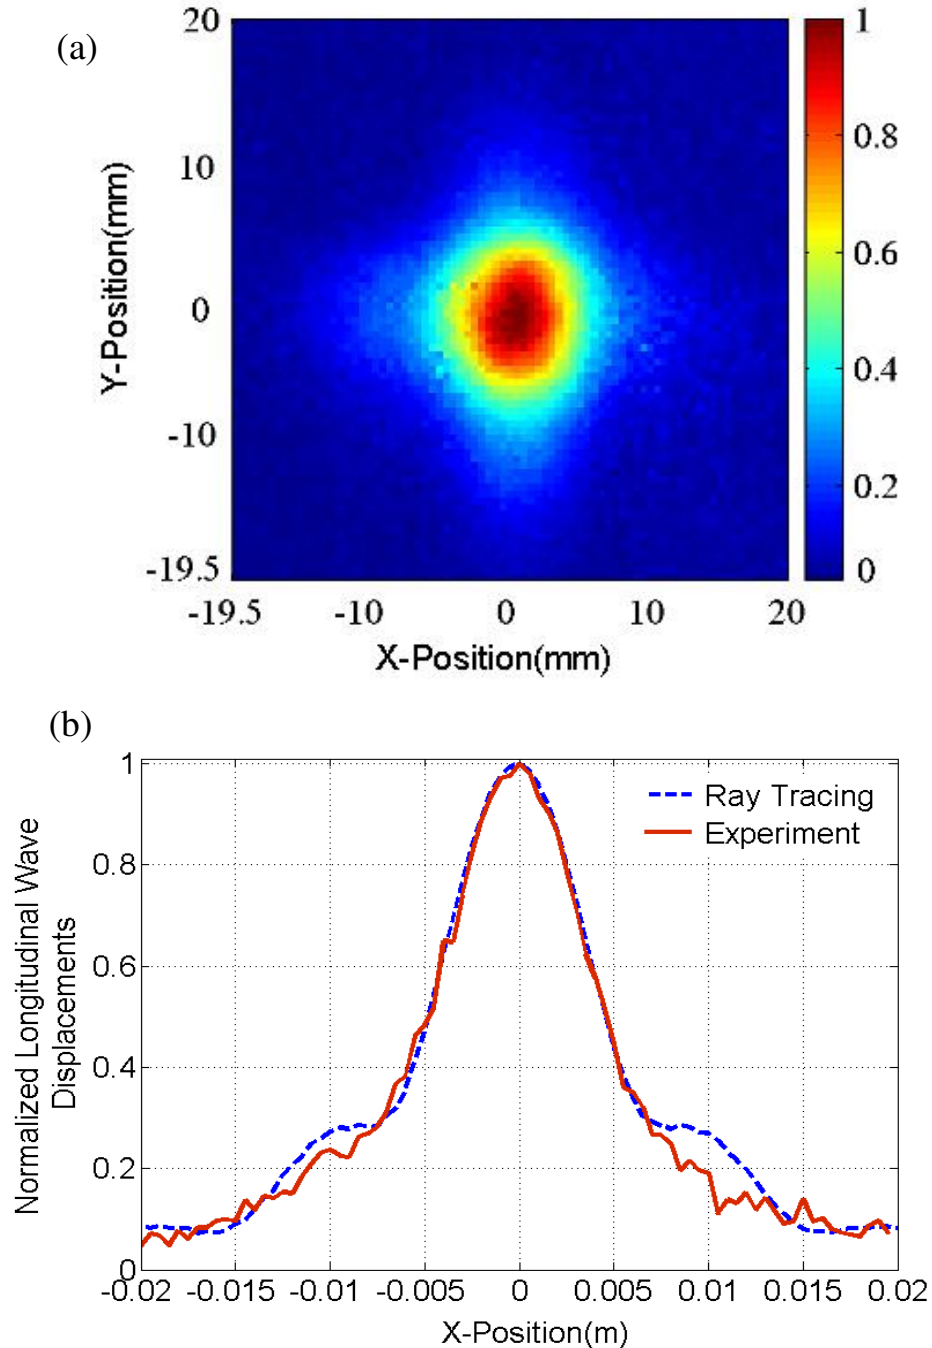 (a)
20
10
0
-10
-19.5
Y-Position(mm)
-19.5 -10 0 10 20
X-Position(mm)
1
0.8
0.6
0.4
0.2
0
(b)
1
0.8
0.6
0.4
0.2
0
Normalized Longitudinal Wave
Displacements
Ray Tracing
Experiment
-0.02 -0.015 -0.01 -0.005 0 0.005 0.01 0.015 0.02
X-Position(m)